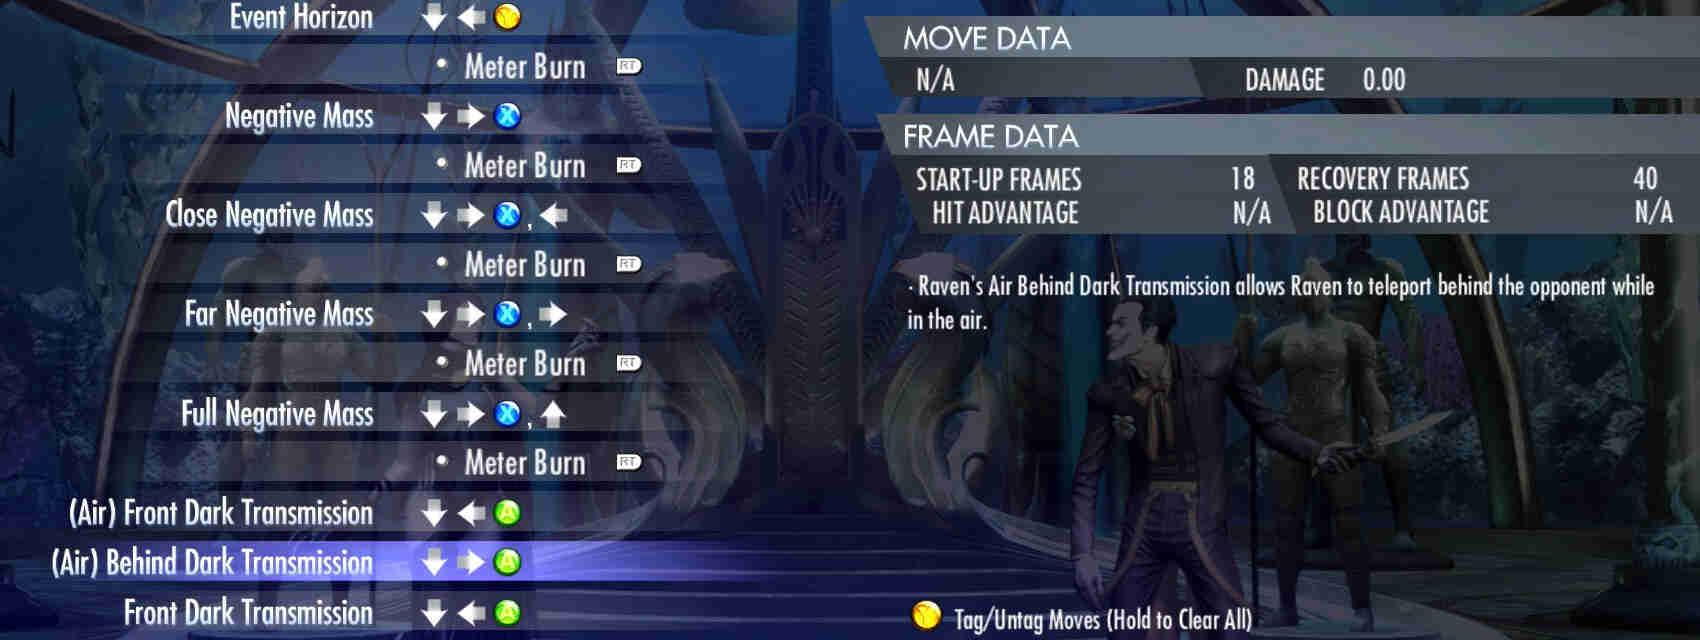 Event Horizon Y
• Meter Burn RT
Negative Mass X
• Meter Burn RT
Close Negative Mass X ,
• Meter Burn RT
Far Negative Mass X ,
• Meter Burn RT
Full Negative Mass X ,
• Meter Burn RT
(Air) Front Dark Transmission A
(Air) Behind Dark Transmission A
Front Dark Transmission A
MOVE DATA
N/A DAMAGE 0.00
FRAME DATA
START-UP FRAMES 18 RECOVERY FRAMES 40
HIT ADVANTAGE N/A BLOCK ADVANTAGE N/A
· Raven's Air Behind Dark Transmission allows Raven to teleport behind the opponent while
in the air.
Y Tag/Untag Moves (Hold to Clear All)